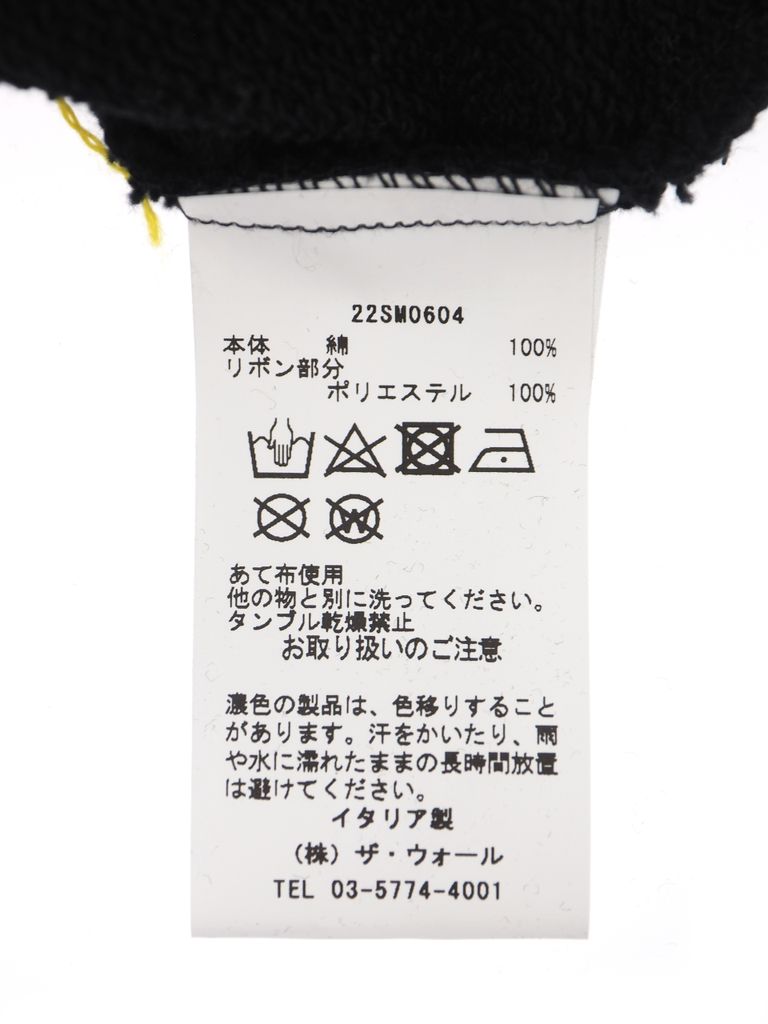 22SM0604
本体 綿 100%
リボン部分
ポリエステル 100%
W
あて布使用
他の物と別に洗ってください。
タンブル乾燥禁止
お取り扱いのご注意
濃色の製品は、色移りすること
があります。汗をかいたり、雨
や水に濡れたままの長時間放置
は避けてください。
イタリア製
（株）ザ・ウォール
TEL 03-5774-4001